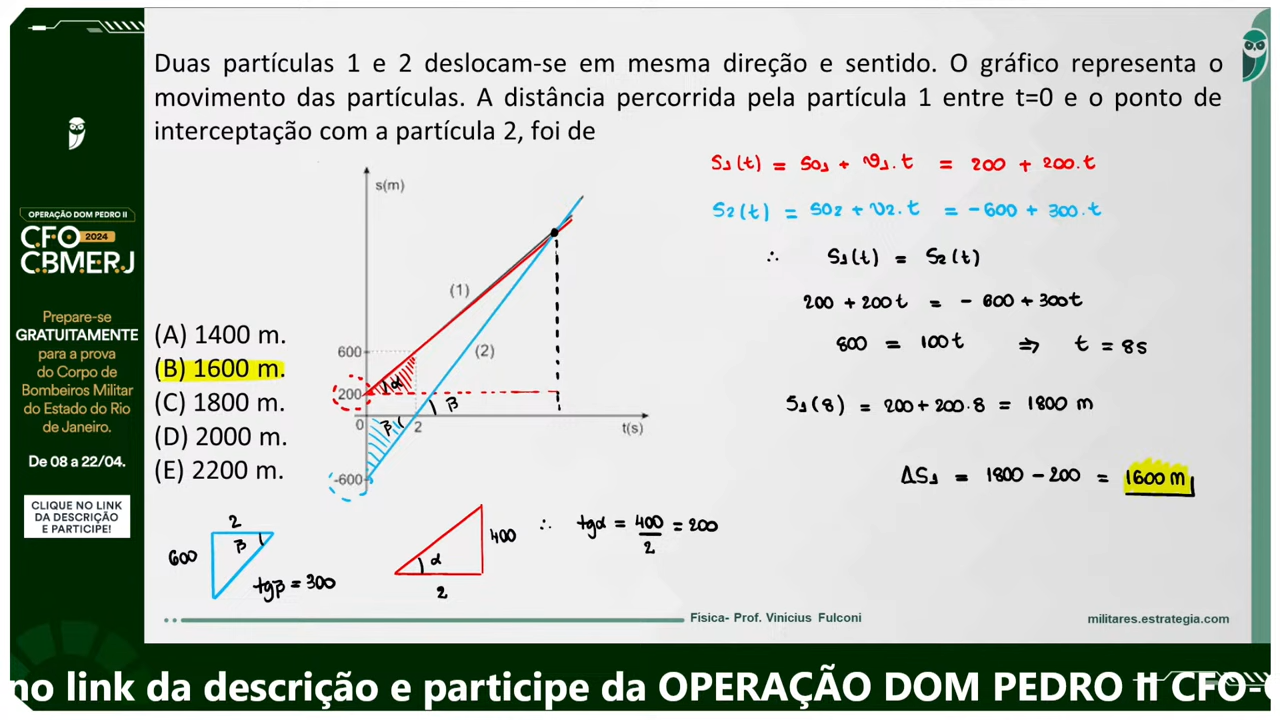 Duas partículas 1 e 2 deslocam-se em mesma direção e sentido. O gráfico representa o
movimento das partículas. A distância percorrida pela partícula 1 entre t=0 e o ponto de
interceptação com a partícula 2, foi de
OPERAÇÃO DOM PEDRO II
CFO 2024
CBMERJ
Prepare-se
GRATUITAMENTE
para a prova
do Corpo de
Bombeiros Militar
do Estado do Rio
de Janeiro.
De 08 a 22/04.
CLIQUE NO LINK
DA DESCRIÇÃO
E PARTICIPE!
(A) 1400 m.
(B) 1600 m.
(C) 1800 m.
(D) 2000 m.
(E) 2200 m.
s(m)
(1)
(2)
600
200
0
2
t(s)
-600
α
β
β
S1(t) = S01 + v1.t = 200 + 200.t
S2(t) = S02 + v2.t = -600 + 300.t
∴ S1(t) = S2(t)
200 + 200t = - 600 + 300t
800 = 100t ⇒ t = 8s
S1(8) = 200 + 200.8 = 1800 m
ΔS1 = 1800 - 200 = 1600 m
2
600
β
tgβ = 300
α
400
2
∴ tgα = 400/2 = 200
Física- Prof. Vinicius Fulconi
militares.estrategia.com
no link da descrição e participe da OPERAÇÃO DOM PEDRO II CFO-